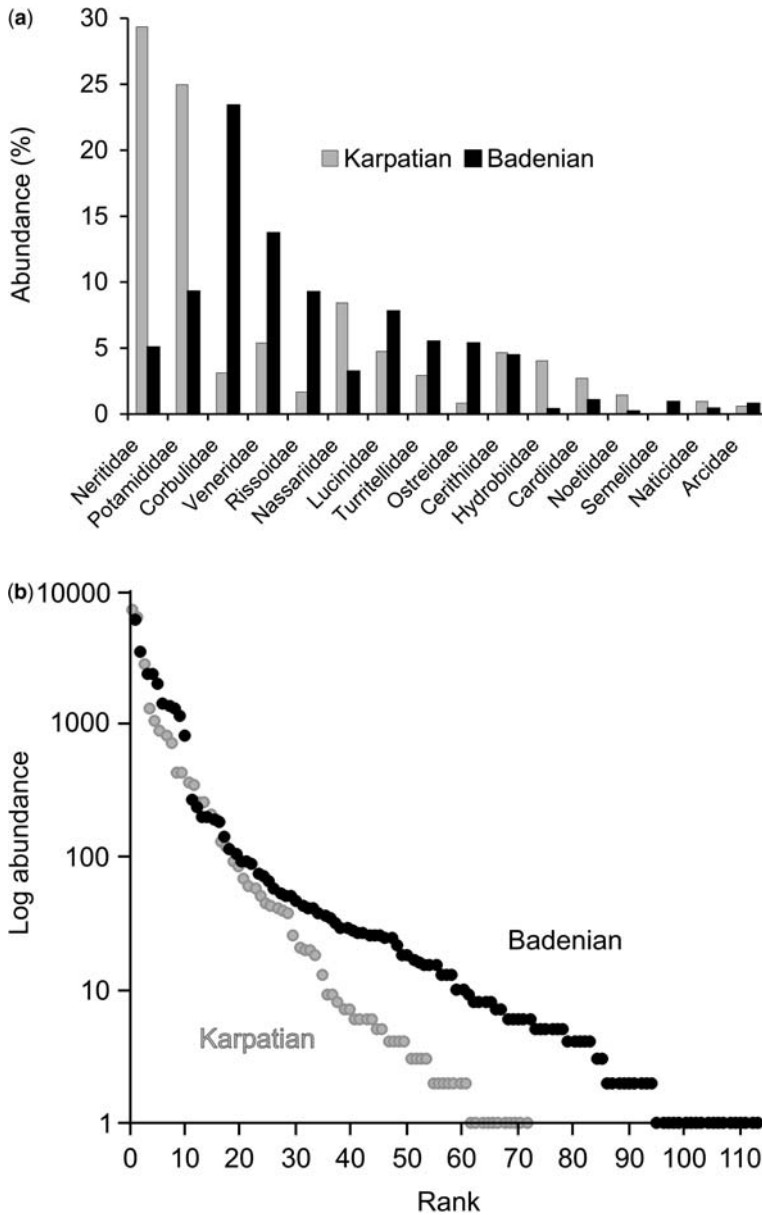 (a)
30
25
20
15
10
5
0
Abundance (%)
Karpatian Badenian
Neritidae
Potamididae
Corbulidae
Veneridae
Rissoidae
Nassariidae
Lucinidae
Turritellidae
Ostreidae
Cerithiidae
Hydrobiidae
Cardiidae
Noetiidae
Semelidae
Naticidae
Arcidae
(b)
10000
1000
100
10
1
Log abundance
Badenian
Karpatian
0 10 20 30 40 50 60 70 80 90 100 110
Rank